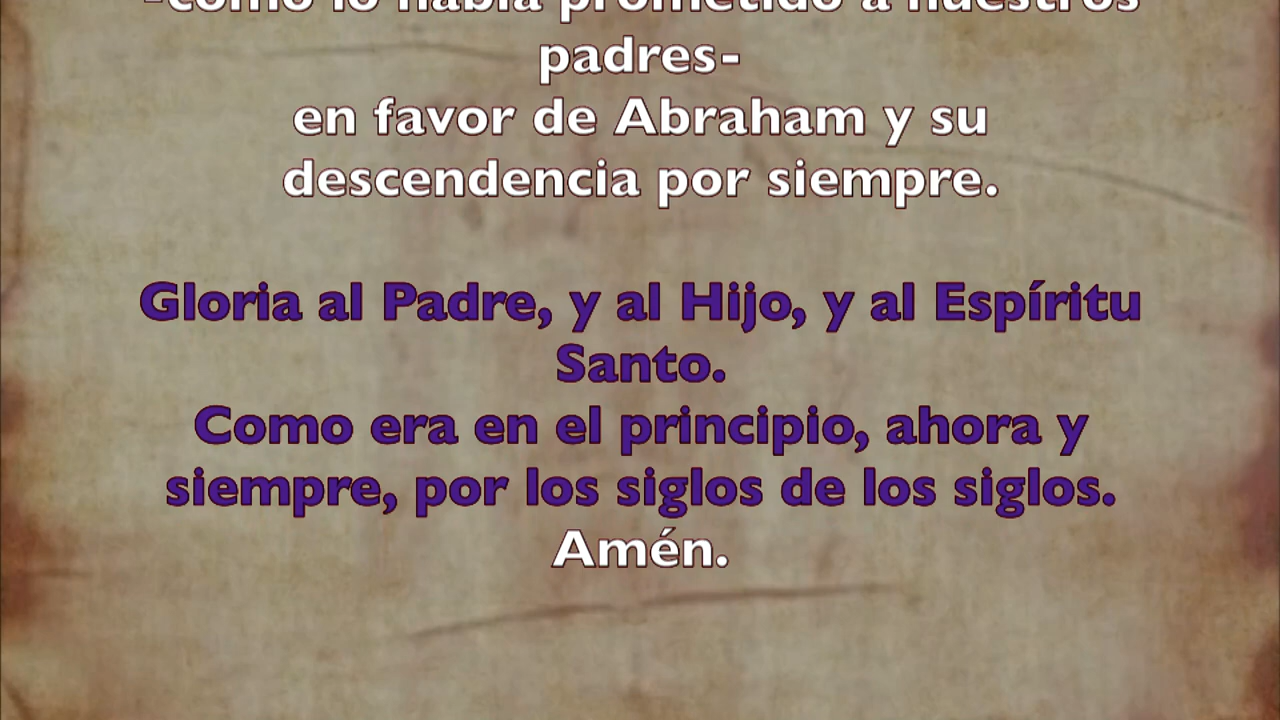 -como lo había prometido a nuestros
padres-
en favor de Abraham y su
descendencia por siempre.
Gloria al Padre, y al Hijo, y al Espíritu
Santo.
Como era en el principio, ahora y
siempre, por los siglos de los siglos.
Amén.